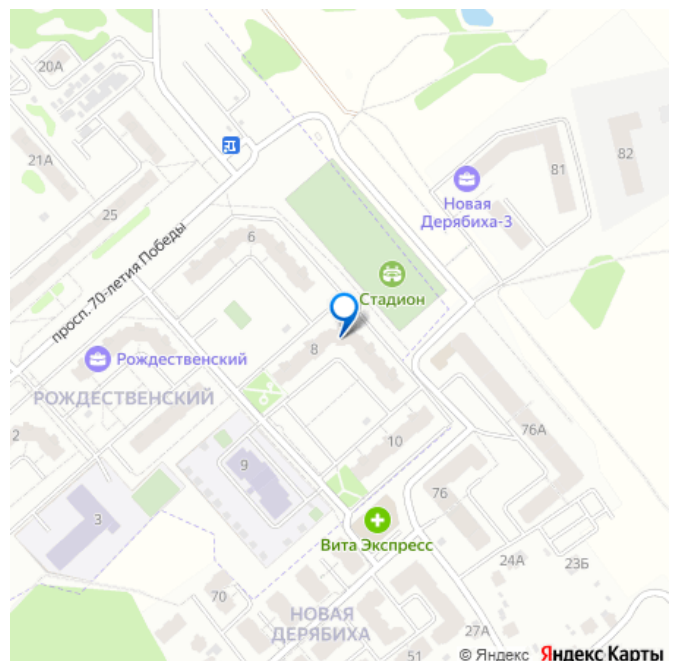 20А
21А
25
просп. 70-летия Победы
6
81
82
Новая
Дерябиха-3
Стадион
8
Рождественский
РОЖДЕСТВЕНСКИЙ
2
10
9
76А
76
3
Вита Экспресс
24А
23Б
70
НОВАЯ
ДЕРЯБИХА
27А
51
© Яндекс Яндекс Карты